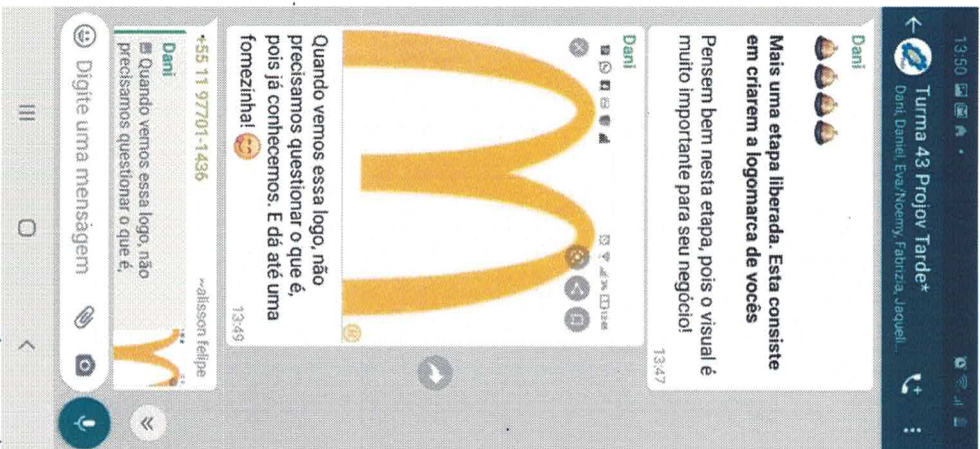 13:50
Turma 43 Projov Tarde*
Dani, Daniel, Eva/Noemy, Fabrizia, Jaqueli
Dani
Mais uma etapa liberada. Esta consiste
em criarem a logomarca de vocês
Pensem bem nesta etapa, pois o visual é
muito importante para seu negócio!
13:47
Dani
Quando vemos essa logo, não
precisamos questionar o que é,
pois já conhecemos. E dá até uma
fomezinha!
13:49
+55 11 97701-1436
~alisson felipe
Dani
Quando vemos essa logo, não
precisamos questionar o que é,
Digite uma mensagem